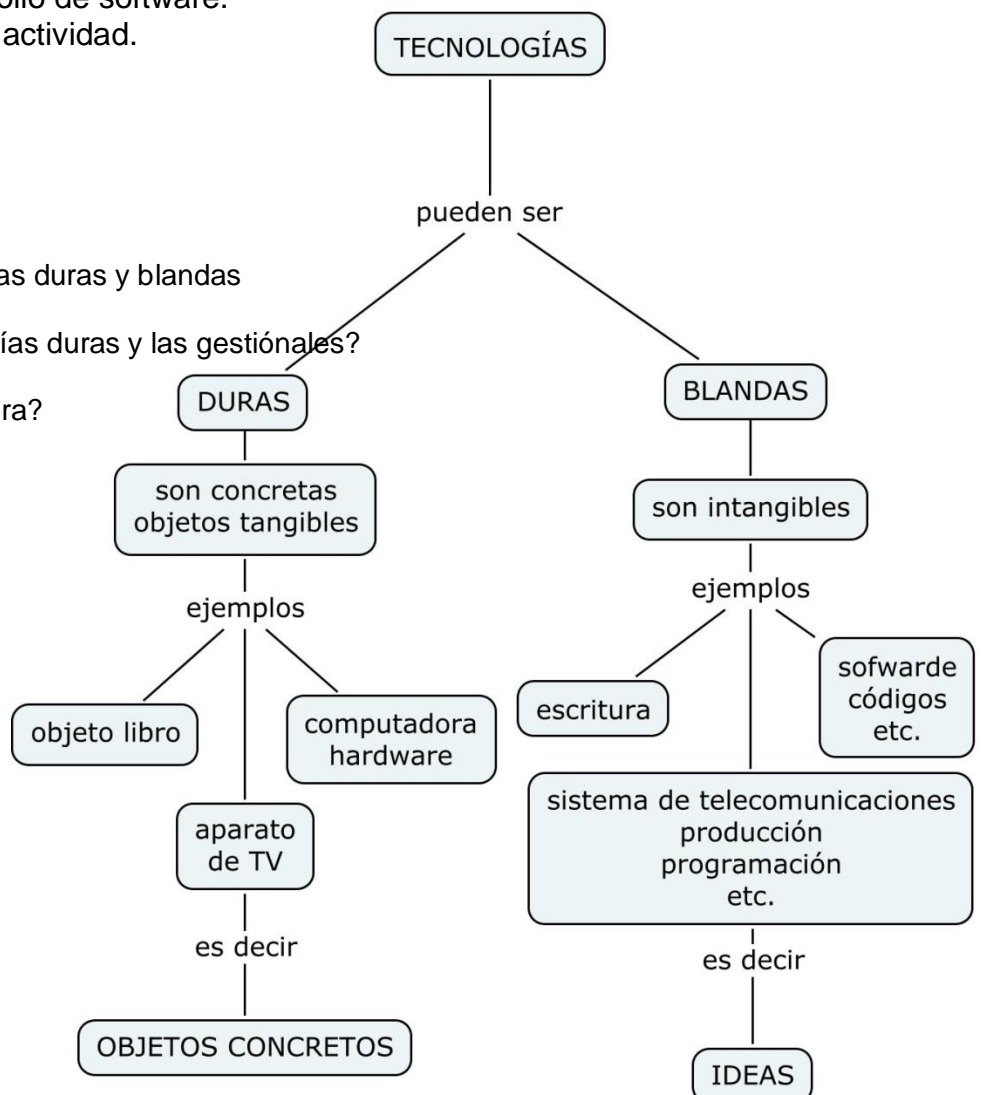 ollo de software.
actividad.
TECNOLOGÍAS
pueden ser
as duras y blandas
ías duras y las gestiónales?
ra?
DURAS
BLANDAS
son concretas
objetos tangibles
son intangibles
ejemplos
ejemplos
objeto libro
computadora
hardware
escritura
sofwarde
códigos
etc.
aparato
de TV
sistema de telecomunicaciones
producción
programación
etc.
es decir
es decir
OBJETOS CONCRETOS
IDEAS